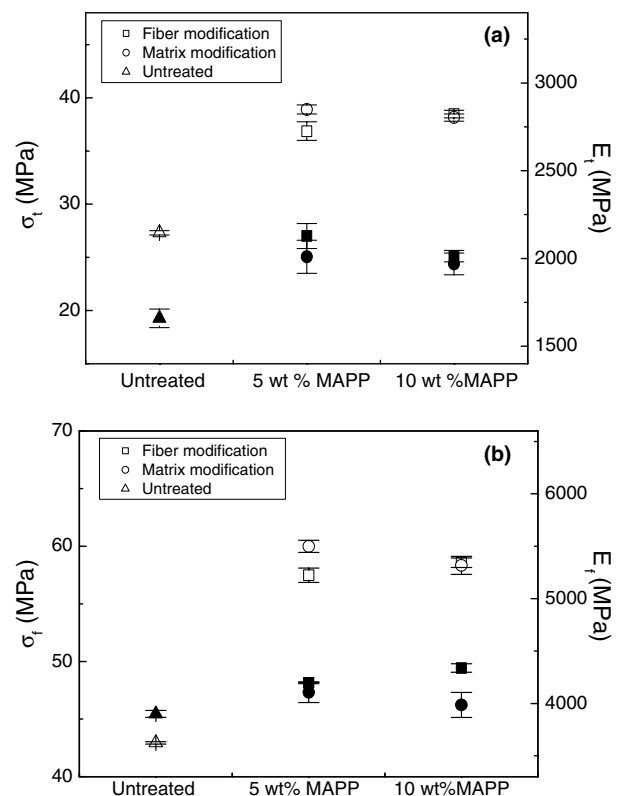 (a)
Fiber modification
Matrix modification
Untreated
40
30
20
σt (MPa)
3000
2500
2000
1500
Et (MPa)
Untreated
5 wt % MAPP
10 wt %MAPP
(b)
Fiber modification
Matrix modification
Untreated
70
60
50
40
σf (MPa)
6000
5000
4000
Ef (MPa)
Untreated
5 wt% MAPP
10 wt%MAPP